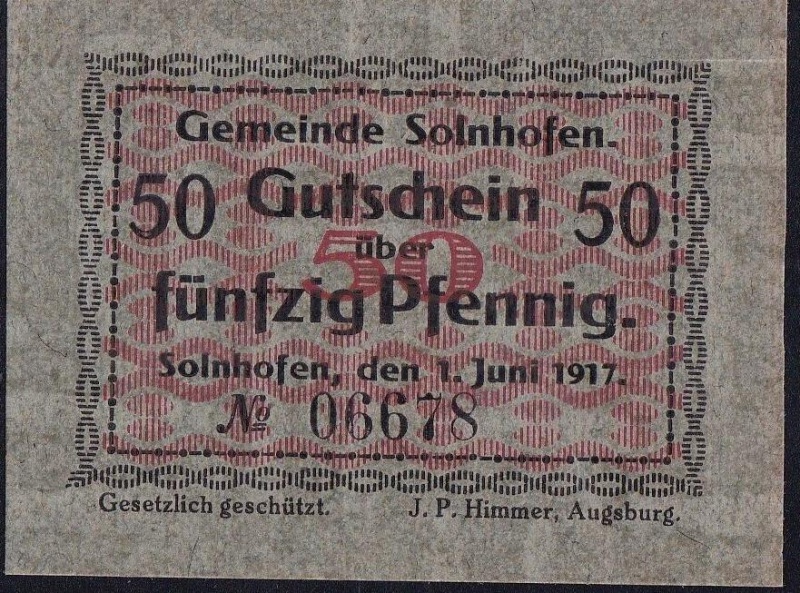 Gemeinde Solnhofen.
50 Gutschein 50
über
50
fünfzig Pfennig.
Solnhofen, den 1. Juni 1917.
No 06678
Gesetzlich geschützt. J. P. Himmer, Augsburg.